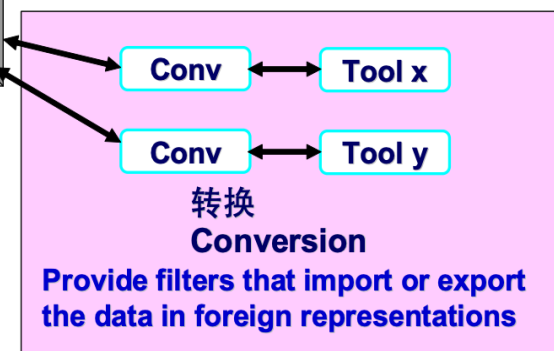 Conv Tool x
Conv Tool y
转换
Conversion
Provide filters that import or export
the data in foreign representations